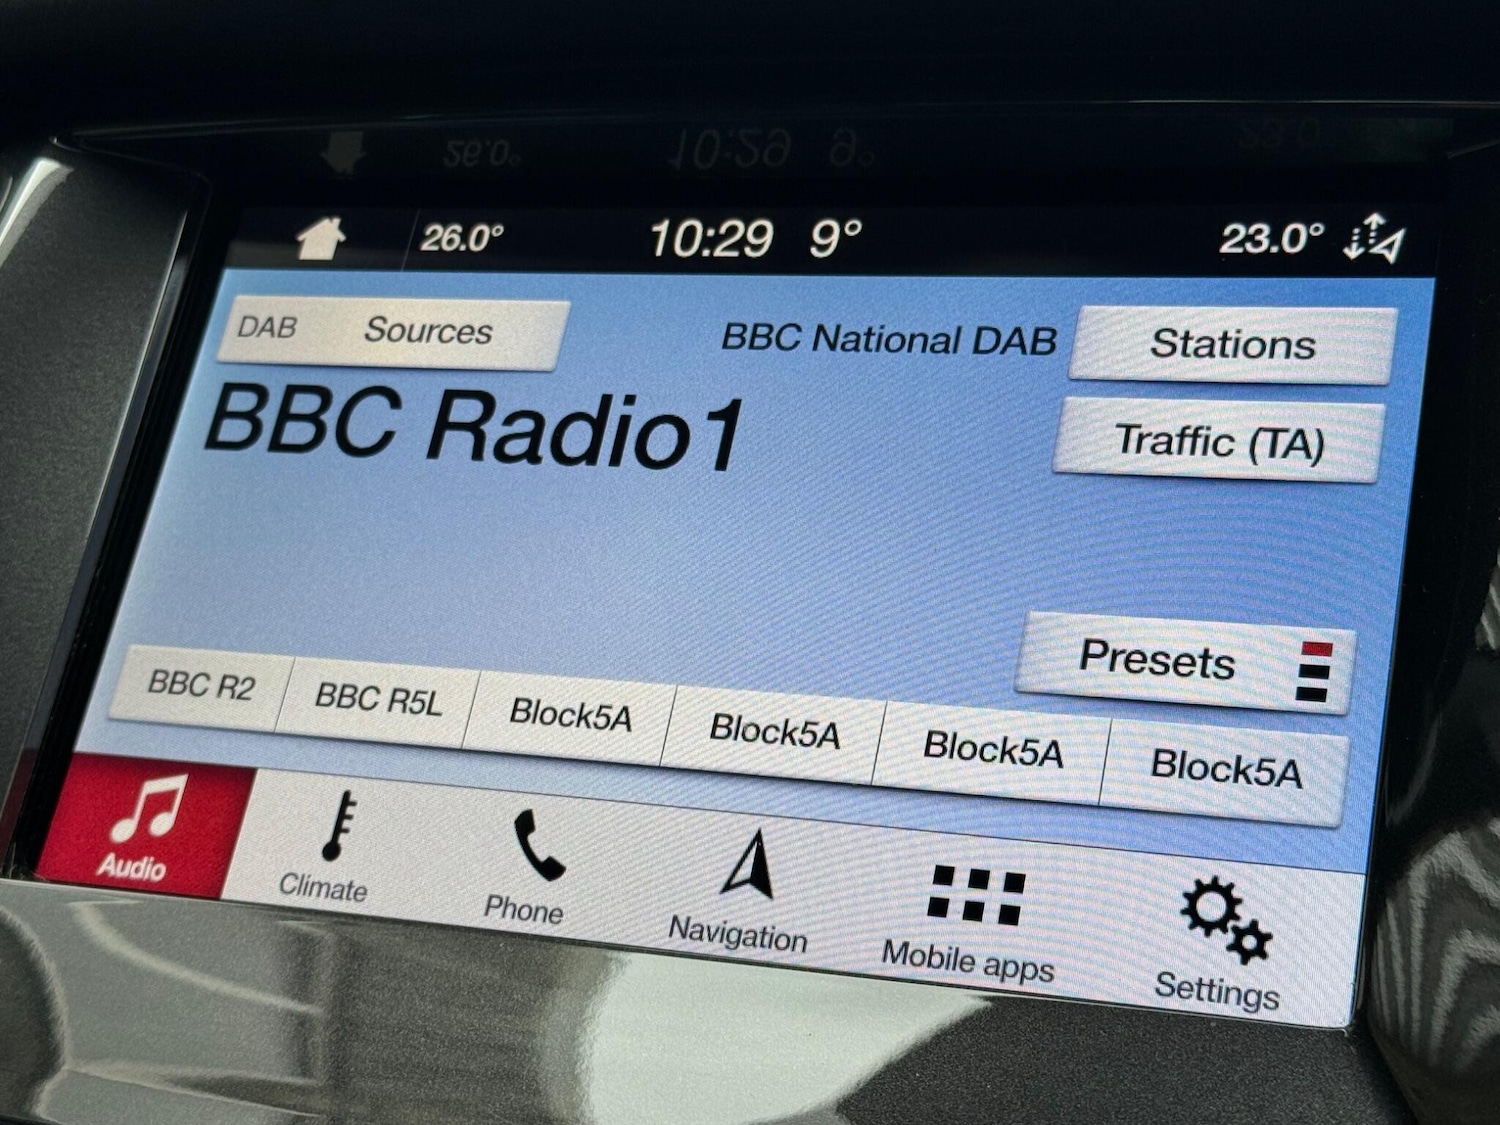 26.0° 10:29 9° 23.0°
DAB Sources BBC National DAB Stations
BBC Radio1
Traffic (TA)
Presets
BBC R2 BBC R5L Block5A Block5A Block5A Block5A
Audio Climate Phone Navigation Mobile apps Settings